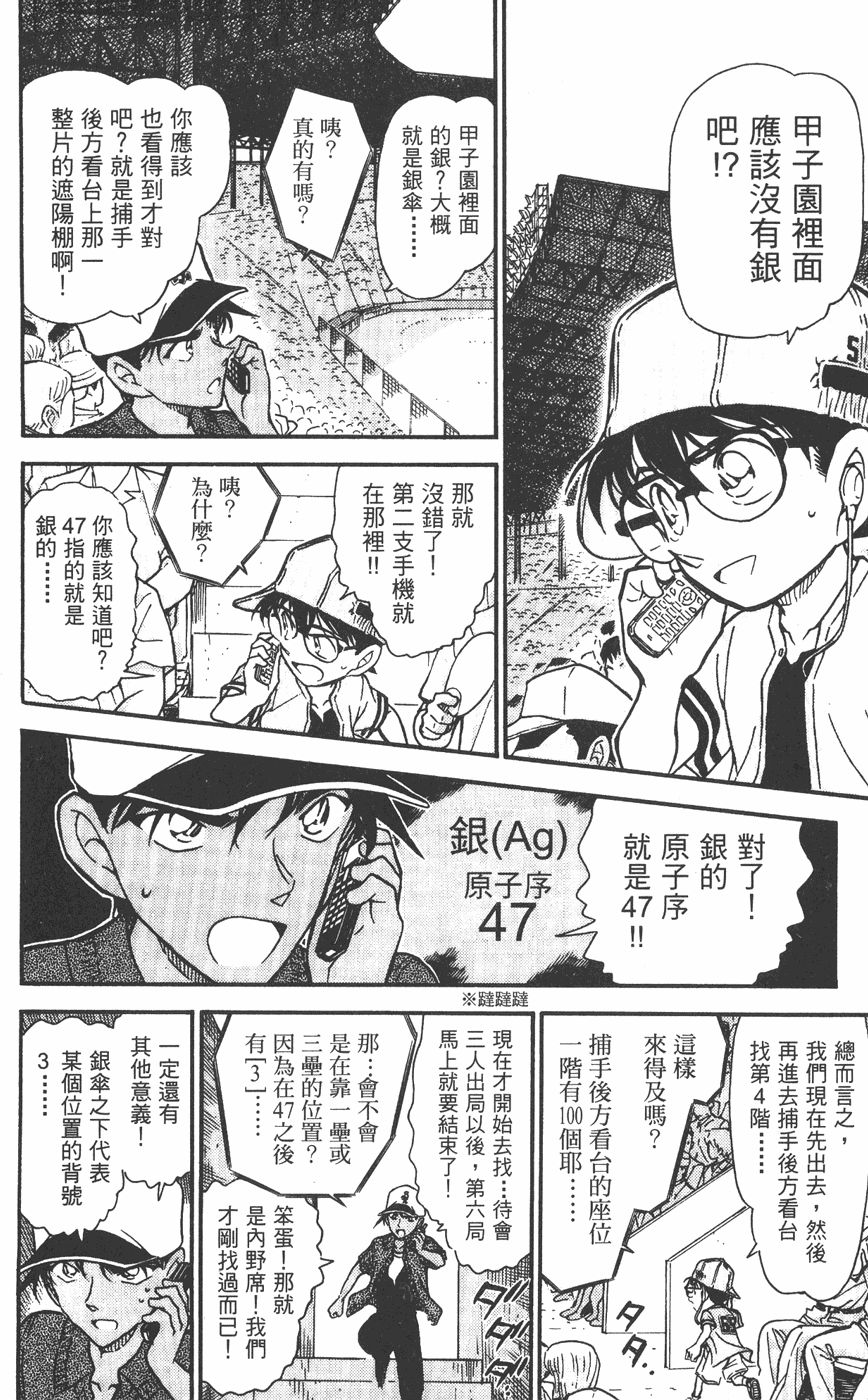 甲子園裡面
應該沒有銀
吧!?
甲子園裡面
的銀?大概
就是銀傘……
咦?
真的有嗎?
你應該
也看得到才對
吧?就是捕手
後方看台上那一
整片的遮陽棚啊!
那就
沒錯了!
第二支手機就
在那裡!!
咦?
為什麼?
你應該知道吧?
47指的就是
銀的……
對了!
銀的
原子序
就是47!!
銀(Ag)
原子序
47
※躂躂躂
總而言之,
我們現在先出去,然後
再進去捕手後方看台
找第4階……
這樣
來得及嗎?
捕手後方看台的座位
一階有100個耶……
タタ…
現在才開始去找…待會
三人出局以後,第六局
馬上就要結束了!
那…會不會
是在靠一壘或
三壘的位置?
因為在47之後
有[3]……
笨蛋!那就
是內野席!我們
才剛找過而已!
タタタ
一定還有
其他意義!
銀傘之下代表
某個位置的背號
3……